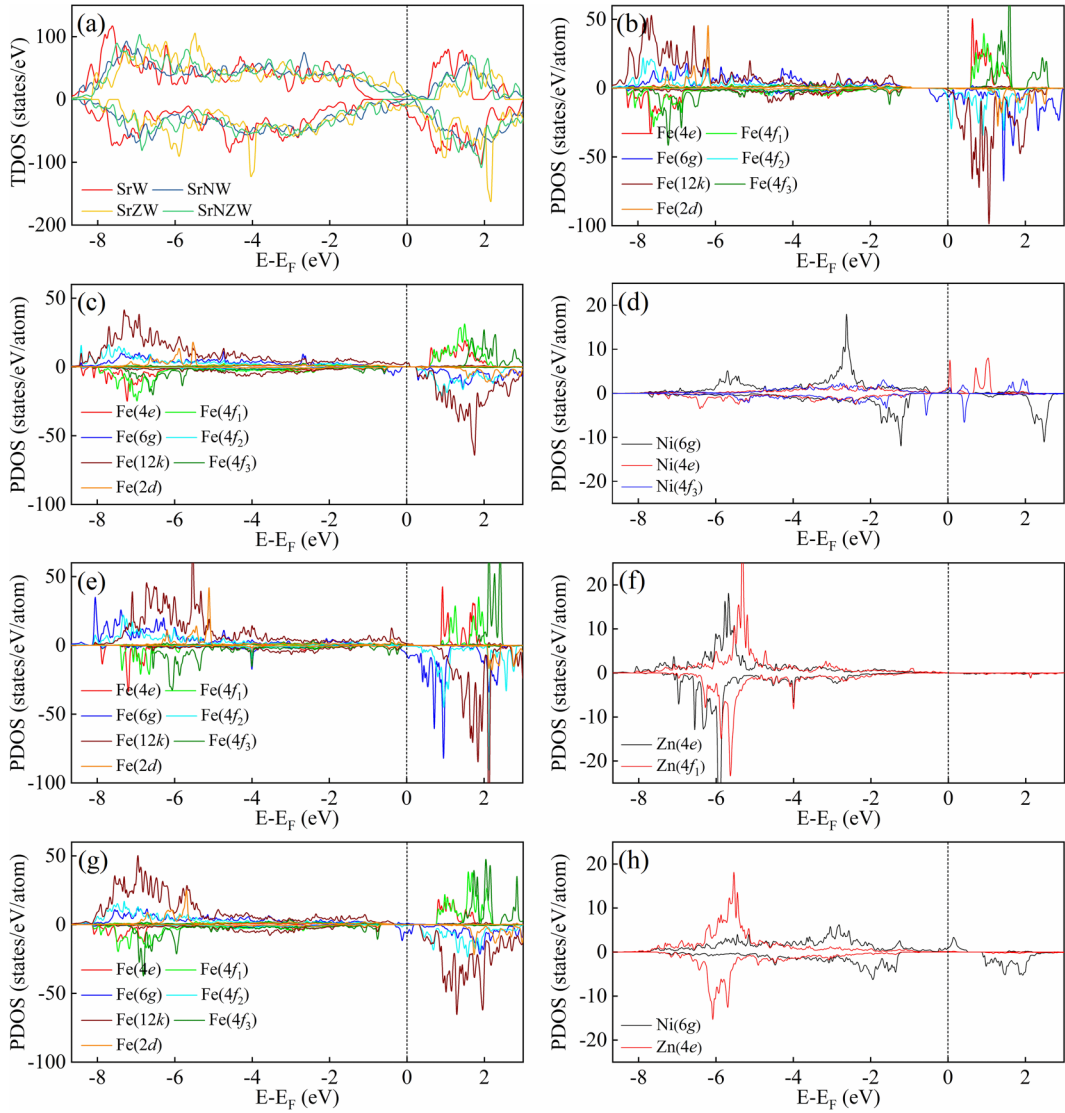 (a)
TDOS (states/eV)
100
0
-100
-200
SrW SrNW
SrZW SrNZW
-8 -6 -4 -2 0 2
E-E_F (eV)
(b)
PDOS (states/eV/atom)
50
0
-50
-100
Fe(4e) Fe(4f₁)
Fe(6g) Fe(4f₂)
Fe(12k) Fe(4f₃)
Fe(2d)
-8 -6 -4 -2 0 2
E-E_F (eV)
(c)
PDOS (states/eV/atom)
50
0
-50
-100
Fe(4e) Fe(4f₁)
Fe(6g) Fe(4f₂)
Fe(12k) Fe(4f₃)
Fe(2d)
-8 -6 -4 -2 0 2
E-E_F (eV)
(d)
PDOS (states/eV/atom)
20
10
0
-10
-20
Ni(6g)
Ni(4e)
Ni(4f₃)
-8 -6 -4 -2 0 2
E-E_F (eV)
(e)
PDOS (states/eV/atom)
50
0
-50
-100
Fe(4e) Fe(4f₁)
Fe(6g) Fe(4f₂)
Fe(12k) Fe(4f₃)
Fe(2d)
-8 -6 -4 -2 0 2
E-E_F (eV)
(f)
PDOS (states/eV/atom)
20
10
0
-10
-20
Zn(4e)
Zn(4f₁)
-8 -6 -4 -2 0 2
E-E_F (eV)
(g)
PDOS (states/eV/atom)
50
0
-50
-100
Fe(4e) Fe(4f₁)
Fe(6g) Fe(4f₂)
Fe(12k) Fe(4f₃)
Fe(2d)
-8 -6 -4 -2 0 2
E-E_F (eV)
(h)
PDOS (states/eV/atom)
20
10
0
-10
-20
Ni(6g)
Zn(4e)
-8 -6 -4 -2 0 2
E-E_F (eV)